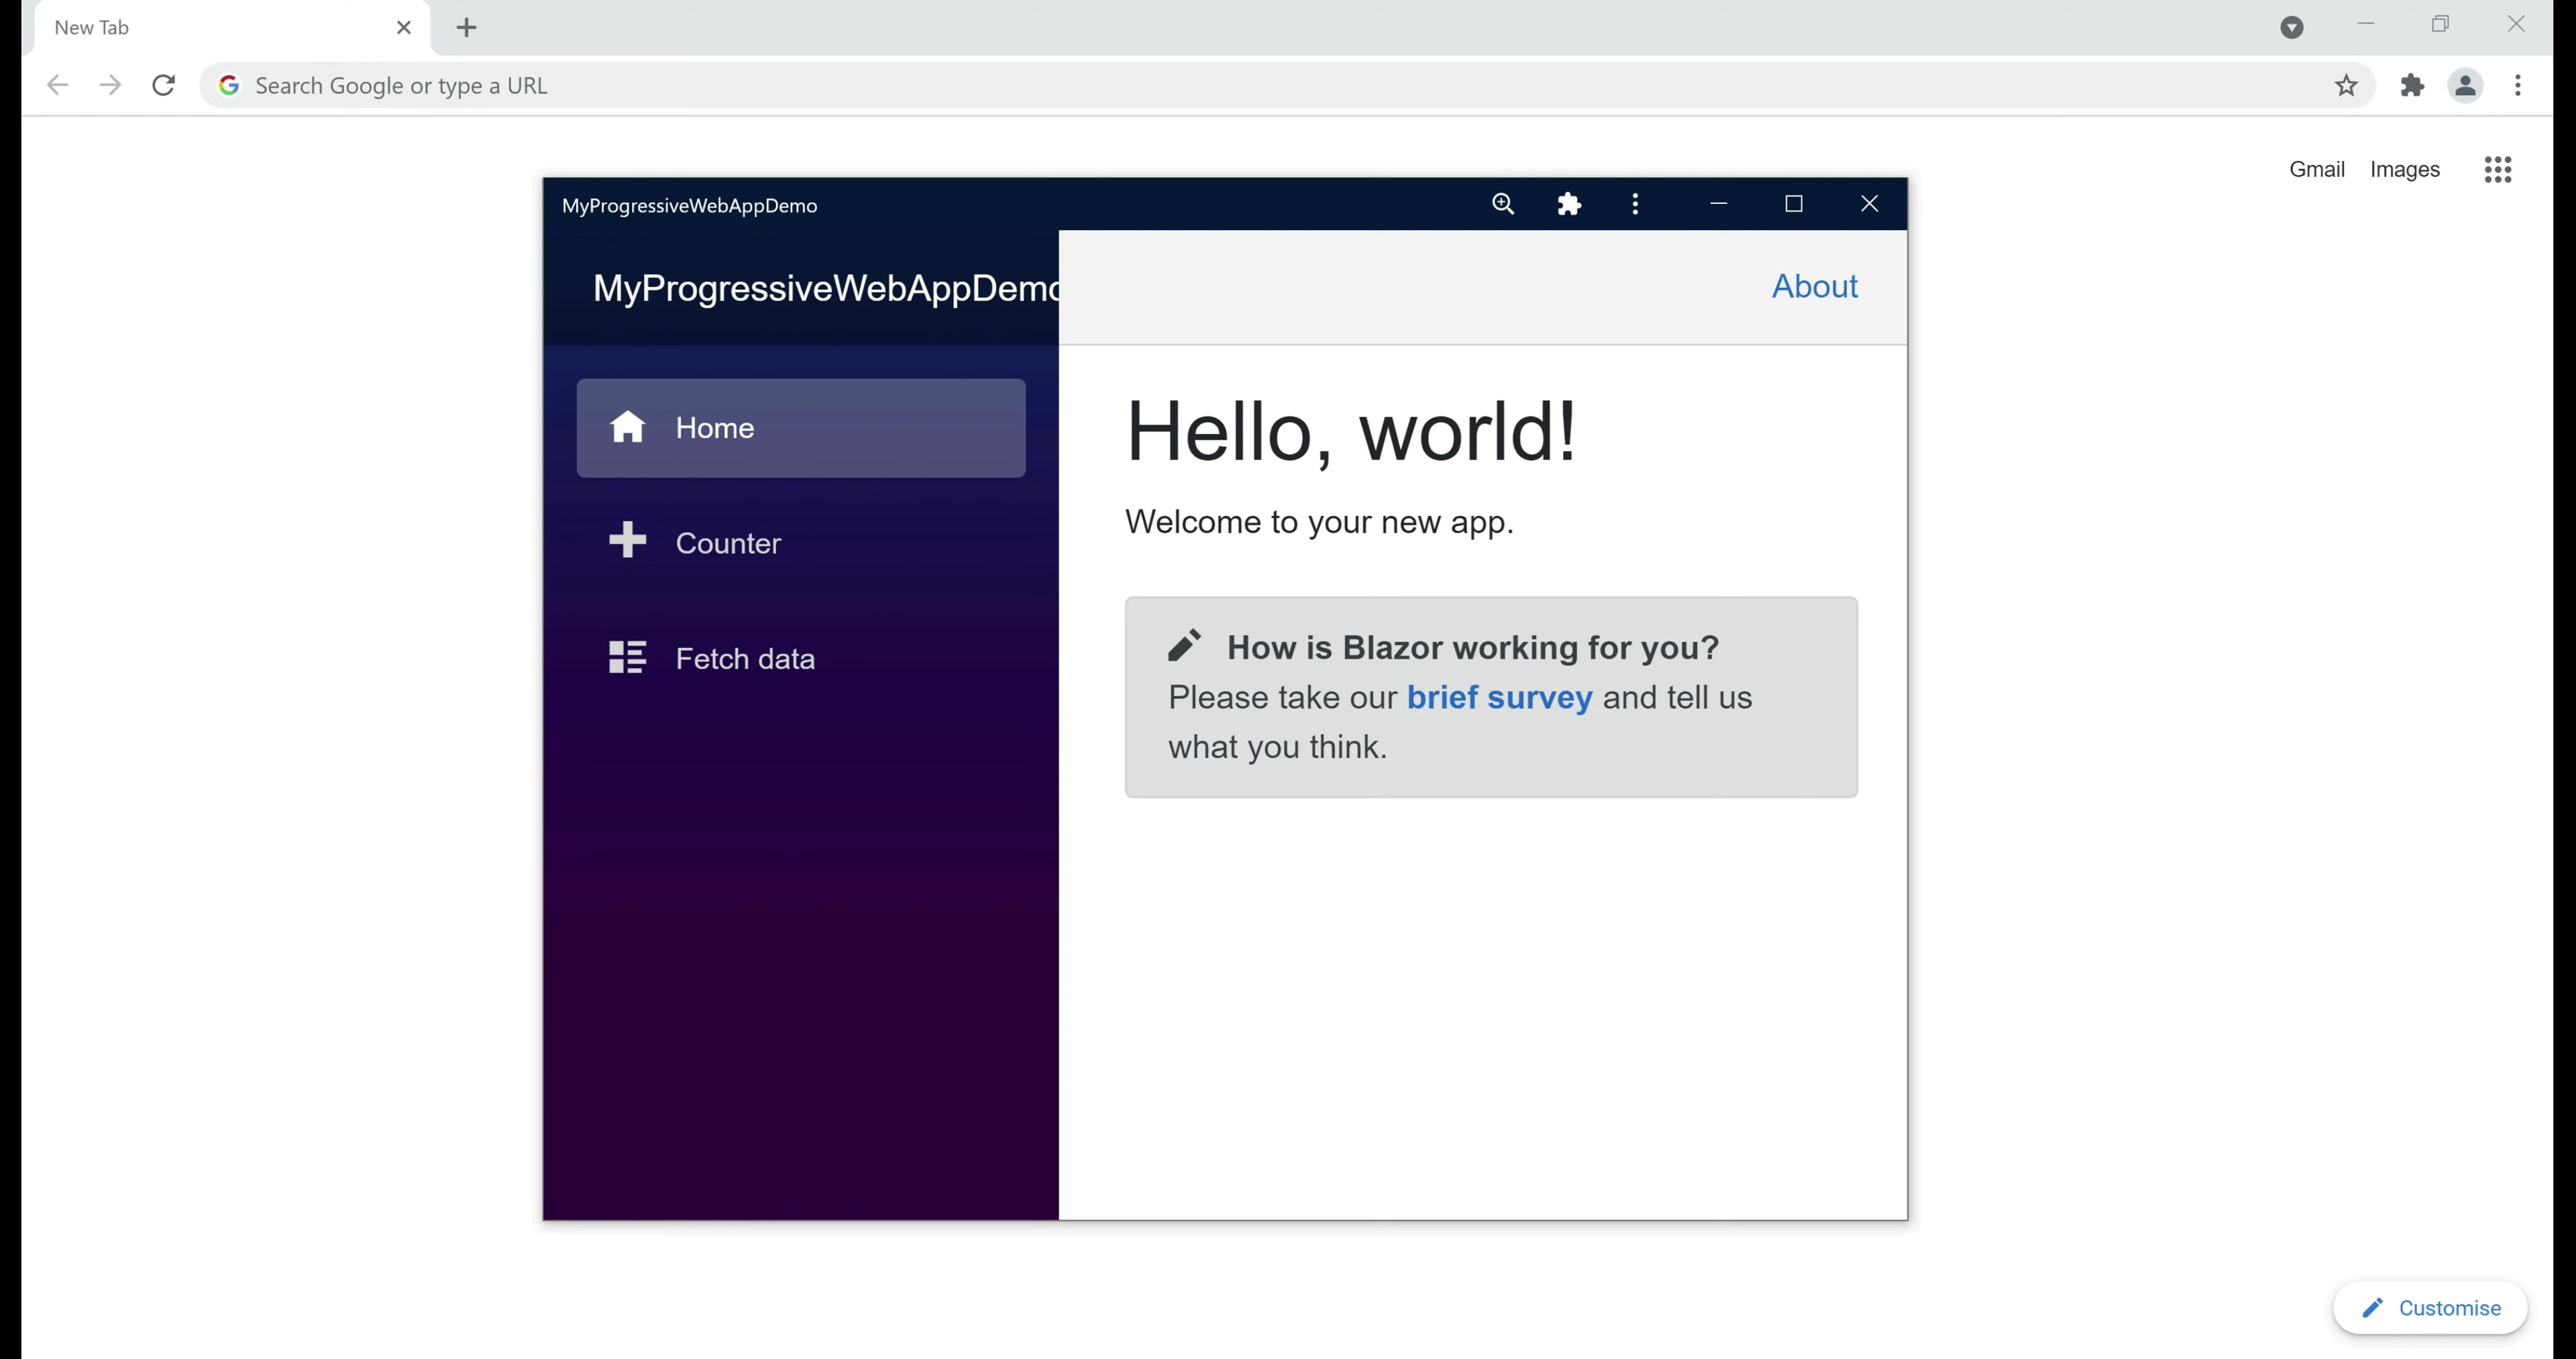 New Tab
Search Google or type a URL
Gmail Images
MyProgressiveWebAppDemo
MyProgressiveWebAppDemo
About
Home
Counter
Fetch data
Hello, world!
Welcome to your new app.
How is Blazor working for you?
Please take our brief survey and tell us
what you think.
Customise